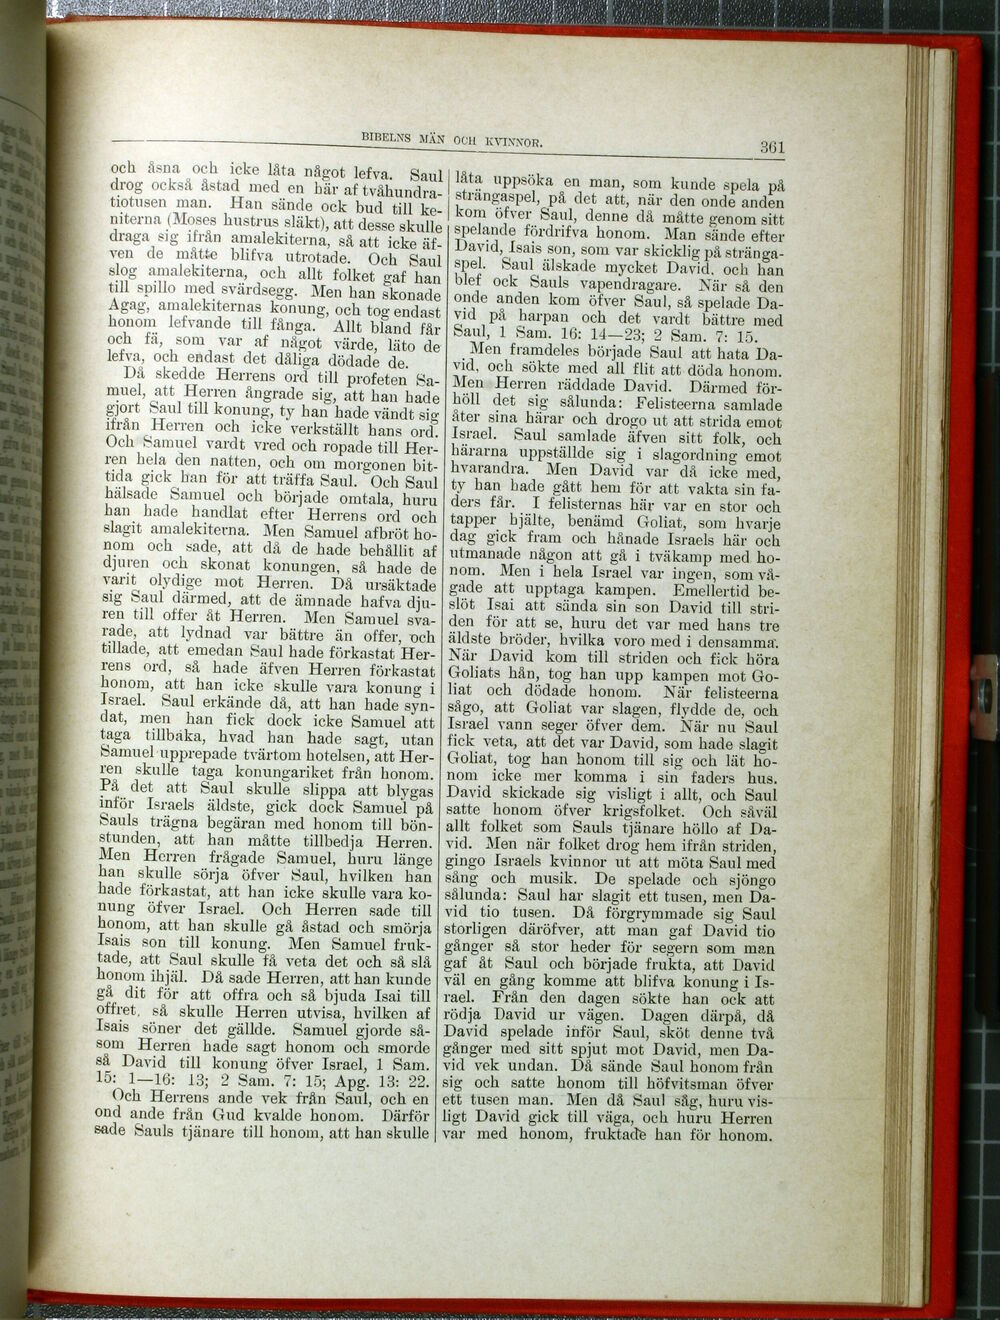 BIBELNS MÄN OCH KVINNOR.
361
och åsna och icke låta något lefva. Saul
drog också åstad med en här af tvåhundra-
tiotusen man. Han sände ock bud till ke-
niterna (Moses hustrus släkt), att desse skulle
draga sig ifrån amalekiterna, så att icke äf-
ven de måtte blifva utrotade. Och Saul
slog amalekiterna, och allt folket gaf han
till spillo med svärdsegg. Men han skonade
Agag, amalekiternas konung, och tog endast
honom lefvande till fånga. Allt bland får
och fä, som var af något värde, läto de
lefva, och endast det dåliga dödade de.
Då skedde Herrens ord till profeten Sa-
muel, att Herren ångrade sig, att han hade
gjort Saul till konung, ty han hade vändt sig
ifrån Herren och icke verkställt hans ord.
Och Samuel vardt vred och ropade till Her-
ren hela den natten, och om morgonen bit-
tida gick han för att träffa Saul. Och Saul
hälsade Samuel och började omtala, huru
han hade handlat efter Herrens ord och
slagit amalekiterna. Men Samuel afbröt ho-
nom och sade, att då de hade behållit af
djuren och skonat konungen, så hade de
varit olydige mot Herren. Då ursäktade
sig Saul därmed, att de ämnade hafva dju-
ren till offer åt Herren. Men Samuel sva-
rade, att lydnad var bättre än offer, och
tillade, att emedan Saul hade förkastat Her-
rens ord, så hade äfven Herren förkastat
honom, att han icke skulle vara konung i
Israel. Saul erkände då, att han hade syn-
dat, men han fick dock icke Samuel att
taga tillbaka, hvad han hade sagt, utan
Samuel upprepade tvärtom hotelsen, att Her-
ren skulle taga konungariket från honom.
På det att Saul skulle slippa att blygas
inför Israels äldste, gick dock Samuel på
Sauls trägna begäran med honom till bön-
stunden, att han måtte tillbedja Herren.
Men Herren frågade Samuel, huru länge
han skulle sörja öfver Saul, hvilken han
hade förkastat, att han icke skulle vara ko-
nung öfver Israel. Och Herren sade till
honom, att han skulle gå åstad och smörja
Isais son till konung. Men Samuel fruk-
tade, att Saul skulle få veta det och så slå
honom ihjäl. Då sade Herren, att han kunde
gå dit för att offra och så bjuda Isai till
offret, så skulle Herren utvisa, hvilken af
Isais söner det gällde. Samuel gjorde så-
som Herren hade sagt honom och smorde
så David till konung öfver Israel, 1 Sam.
15: 1—16: 13; 2 Sam. 7: 15; Apg. 13: 22.
Och Herrens ande vek från Saul, och en
ond ande från Gud kvalde honom. Därför
sade Sauls tjänare till honom, att han skulle
låta uppsöka en man, som kunde spela på
strängaspel, på det att, när den onde anden
kom öfver Saul, denne då måtte genom sitt
spelande fördrifva honom. Man sände efter
David, Isais son, som var skicklig på stränga-
spel. Saul älskade mycket David, och han
blef ock Sauls vapendragare. När så den
onde anden kom öfver Saul, så spelade Da-
vid på harpan och det vardt bättre med
Saul, 1 Sam. 16: 14—23; 2 Sam. 7: 15.
Men framdeles började Saul att hata Da-
vid, och sökte med all flit att döda honom.
Men Herren räddade David. Därmed för-
höll det sig sålunda: Felisteerna samlade
åter sina härar och drogo ut att strida emot
Israel. Saul samlade äfven sitt folk, och
härarna uppställde sig i slagordning emot
hvarandra. Men David var då icke med,
ty han hade gått hem för att vakta sin fa-
ders får. I felisternas här var en stor och
tapper hjälte, benämd Goliat, som hvarje
dag gick fram och hånade Israels här och
utmanade någon att gå i tväkamp med ho-
nom. Men i hela Israel var ingen, som vå-
gade att upptaga kampen. Emellertid be-
slöt Isai att sända sin son David till stri-
den för att se, huru det var med hans tre
äldste bröder, hvilka voro med i densamma.
När David kom till striden och fick höra
Goliats hån, tog han upp kampen mot Go-
liat och dödade honom. När felisteerna
sågo, att Goliat var slagen, flydde de, och
Israel vann seger öfver dem. När nu Saul
fick veta, att det var David, som hade slagit
Goliat, tog han honom till sig och lät ho-
nom icke mer komma i sin faders hus.
David skickade sig visligt i allt, och Saul
satte honom öfver krigsfolket. Och såväl
allt folket som Sauls tjänare höllo af Da-
vid. Men när folket drog hem ifrån striden,
gingo Israels kvinnor ut att möta Saul med
sång och musik. De spelade och sjöngo
sålunda: Saul har slagit ett tusen, men Da-
vid tio tusen. Då förgrymmade sig Saul
storligen däröfver, att man gaf David tio
gånger så stor heder för segern som man
gaf åt Saul och började frukta, att David
väl en gång komme att blifva konung i Is-
rael. Från den dagen sökte han ock att
rödja David ur vägen. Dagen därpå, då
David spelade inför Saul, sköt denne två
gånger med sitt spjut mot David, men Da-
vid vek undan. Då sände Saul honom från
sig och satte honom till höfvitsman öfver
ett tusen man. Men då Saul såg, huru vis-
ligt David gick till väga, och huru Herren
var med honom, fruktade han för honom.